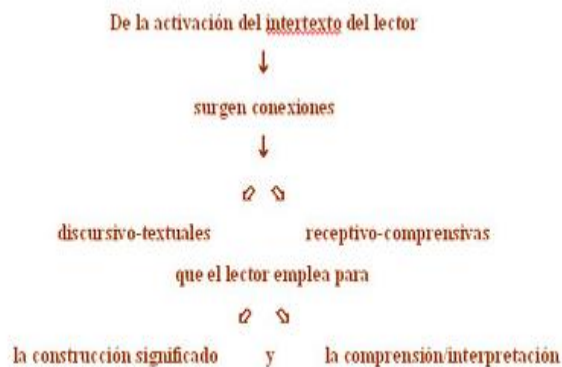 De la activación del intertexto del lector
surgen conexiones
discursivo-textuales receptivo-comprensivas
que el lector emplea para
la construcción significado y la comprensión/interpretación